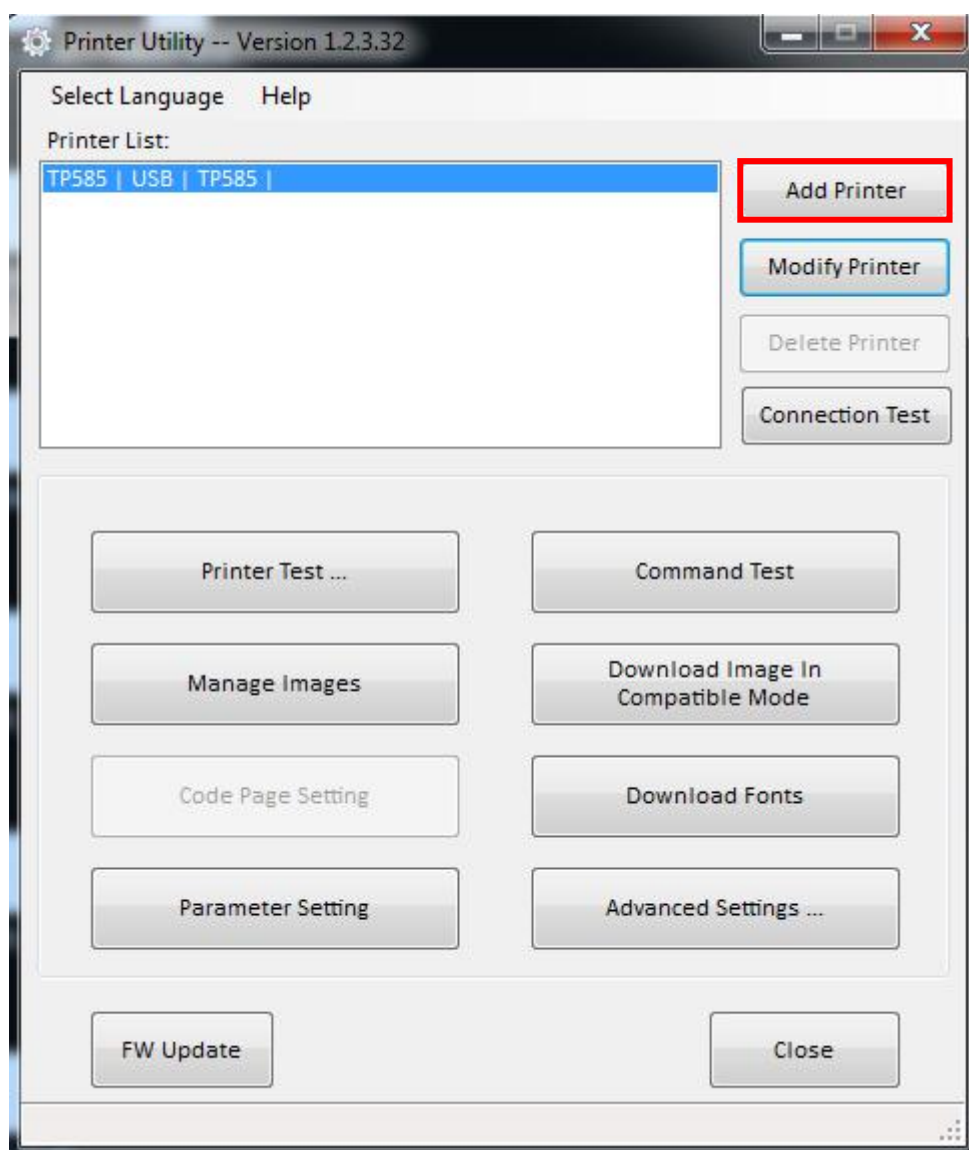 Printer Utility -- Version 1.2.3.32
Select Language Help
Printer List:
TP585 | USB | TP585 |
Add Printer
Modify Printer
Delete Printer
Connection Test
Printer Test ...
Command Test
Manage Images
Download Image In
Compatible Mode
Code Page Setting
Download Fonts
Parameter Setting
Advanced Settings ...
FW Update
Close